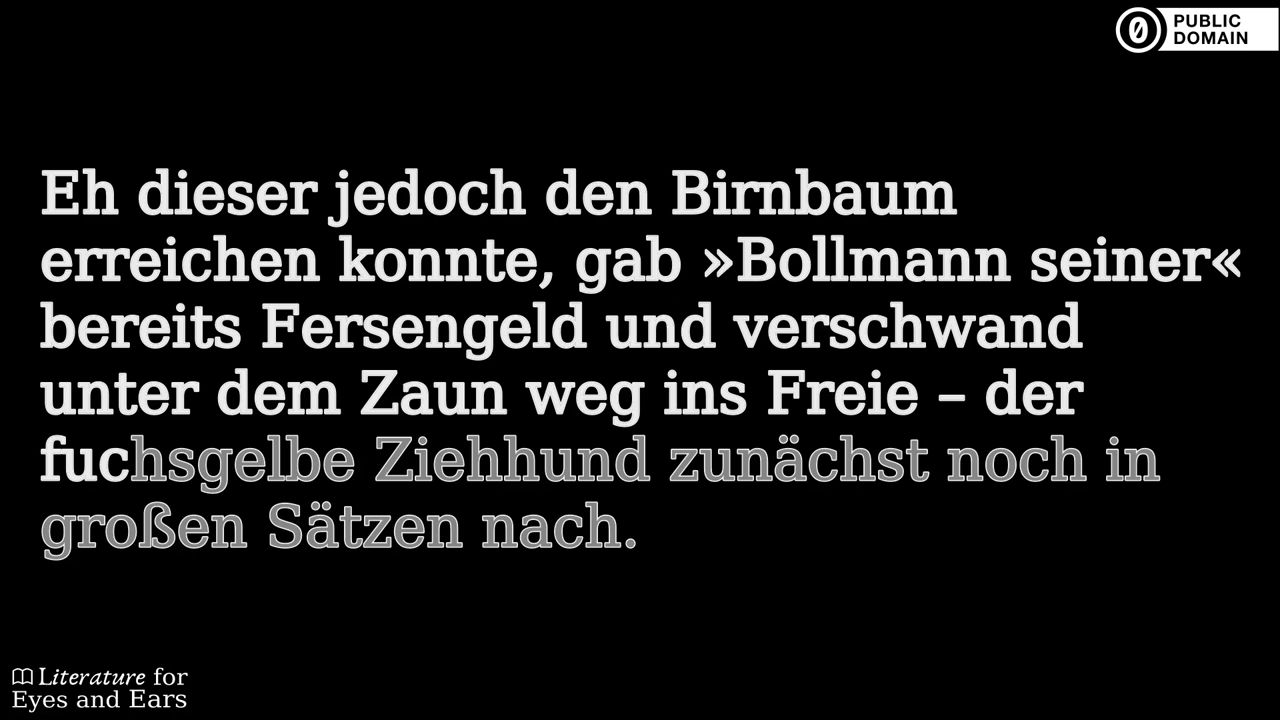 PUBLIC
DOMAIN
Eh dieser jedoch den Birnbaum
erreichen konnte, gab »Bollmann seiner«
bereits Fersengeld und verschwand
unter dem Zaun weg ins Freie – der
fuchsgelbe Ziehhund zunächst noch in
großen Sätzen nach.
Literature for
Eyes and Ears